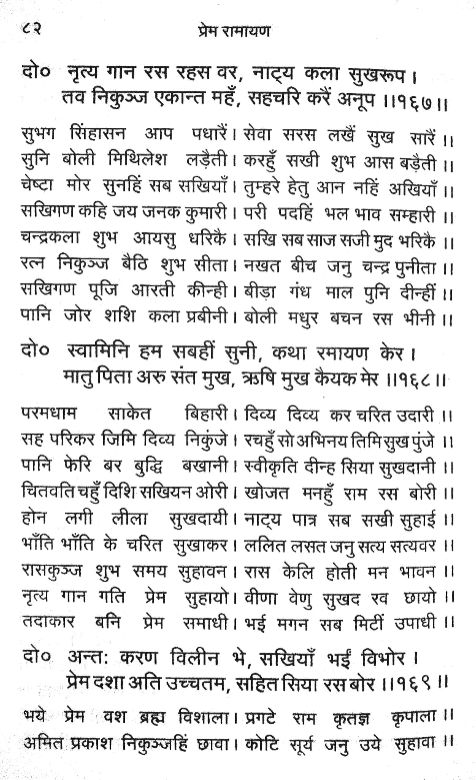 ८२
प्रेम रामायण
दो० नृत्य गान रस रहस वर, नाट्य कला सुखरूप।
तव निकुञ्ज एकान्त महँ, सहचरि करैं अनूप ।।१६७।।
सुभग सिंहासन आप पधारैं। सेवा सरस लखैं सुख सारैं ।।
सुनि बोली मिथिलेश लड़ैती। करहुँ सखी शुभ आस बड़ैती ।।
चेष्टा मोर सुनहिं सब सखियाँ। तुम्हरे हेतु आन नहिं अखियाँ ।।
सखिगण कहि जय जनक कुमारी। परी पदहिं भल भाव सम्हारी ।।
चन्द्रकला शुभ आयसु धरिकै। सखि सब साज सजी मुद भरिकै ।।
रत्न निकुञ्ज बैठि शुभ सीता। नखत बीच जनु चन्द्र पुनीता ।।
सखिगण पूजि आरती कीन्ही। बीड़ा गंध माल पुनि दीन्हीं ।।
पानि जोर शशि कला प्रबीनी। बोली मधुर बचन रस भीनी ।।
दो० स्वामिनि हम सबहीं सुनी, कथा रमायण केर।
मातु पिता अरु संत मुख, ऋषि मुख कैयक मेर ।।१६८।।
परमधाम साकेत बिहारी। दिव्य दिव्य कर चरित उदारी ।।
सह परिकर जिमि दिव्य निकुंजे। रचहुँ सो अभिनय तिमि सुख पुंजे ।।
पानि फेरि बर बुद्धि बखानी। स्वीकृति दीन्ह सिया सुखदानी ।।
चितवति चहुँ दिशि सखियन ओरी। खोजत मनहुँ राम रस बोरी ।।
होन लगी लीला सुखदायी। नाट्य पात्र सब सखी सुहाई ।।
भाँति भाँति के चरित सुखाकर। ललित लसत जनु सत्य सत्यवर ।।
रासकुञ्ज शुभ समय सुहावन। रास केलि होती मन भावन ।।
नृत्य गान गति प्रेम सुहायो। वीणा वेणु सुखद रव छायो ।।
तदाकार बनि प्रेम समाधी। भई मगन सब मिटीं उपाधी ।।
दो० अन्त: करण विलीन भे, सखियाँ भईं विभोर।
प्रेम दशा अति उच्चतम, सहित सिया रस बोर ।।१६९।।
भये प्रेम वश ब्रह्म विशाला। प्रगटे राम कृतज्ञ कृपाला ।।
अमित प्रकाश निकुञ्जहिं छावा। कोटि सूर्य जनु उये सुहावा ।।